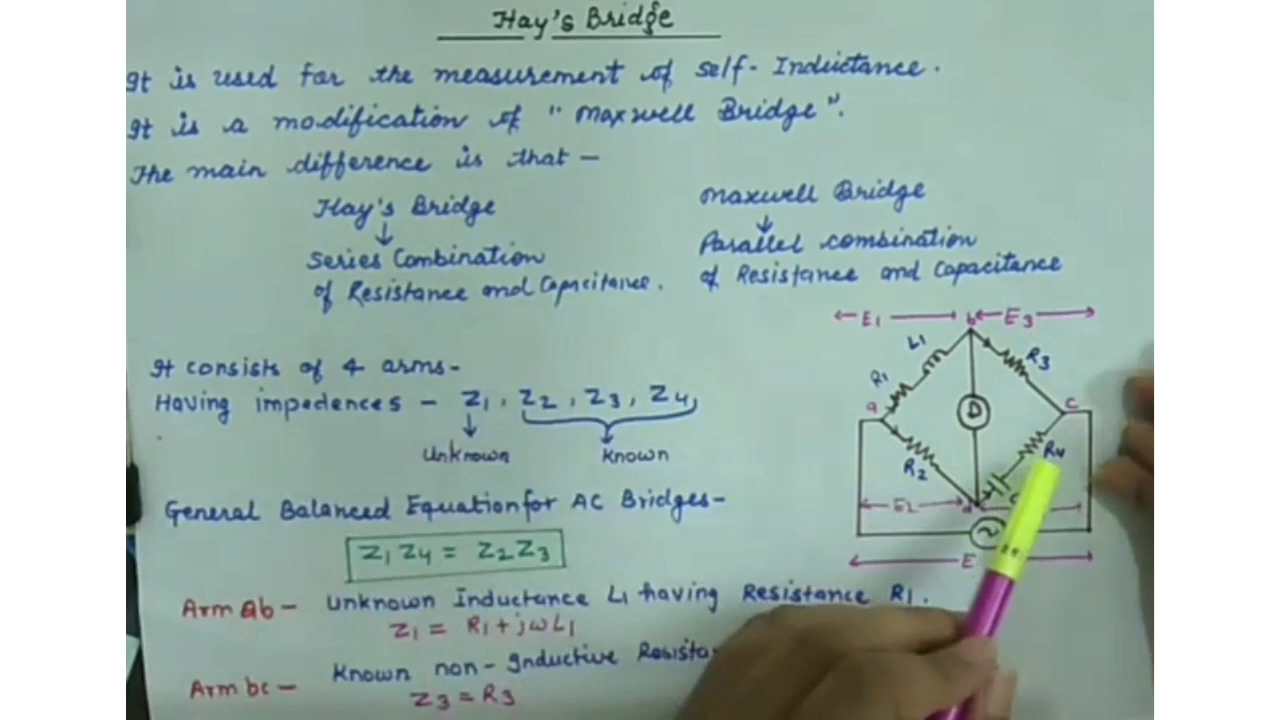 Hay's Bridge
It is used for the measurement of self-Inductance.
It is a modification of "Maxwell Bridge".
The main difference is that -
Hay's Bridge
↓
Series Combination
of Resistance and Capacitance.
Maxwell Bridge
↓
Parallel combination
of Resistance and Capacitance
It consists of 4 arms-
Having impedences - Z1, Z2, Z3, Z4,
Unknown
Known
E1
E3
b
L1
R3
R1
a
D
c
R2
R4
E2
d
C
E
General Balanced Equation for AC Bridges-
Z1 Z4 = Z2 Z3
Arm ab - Unknown Inductance L1 having Resistance R1.
Z1 = R1 + jωL1
Arm bc - Known non-Inductive
Z3 = R3